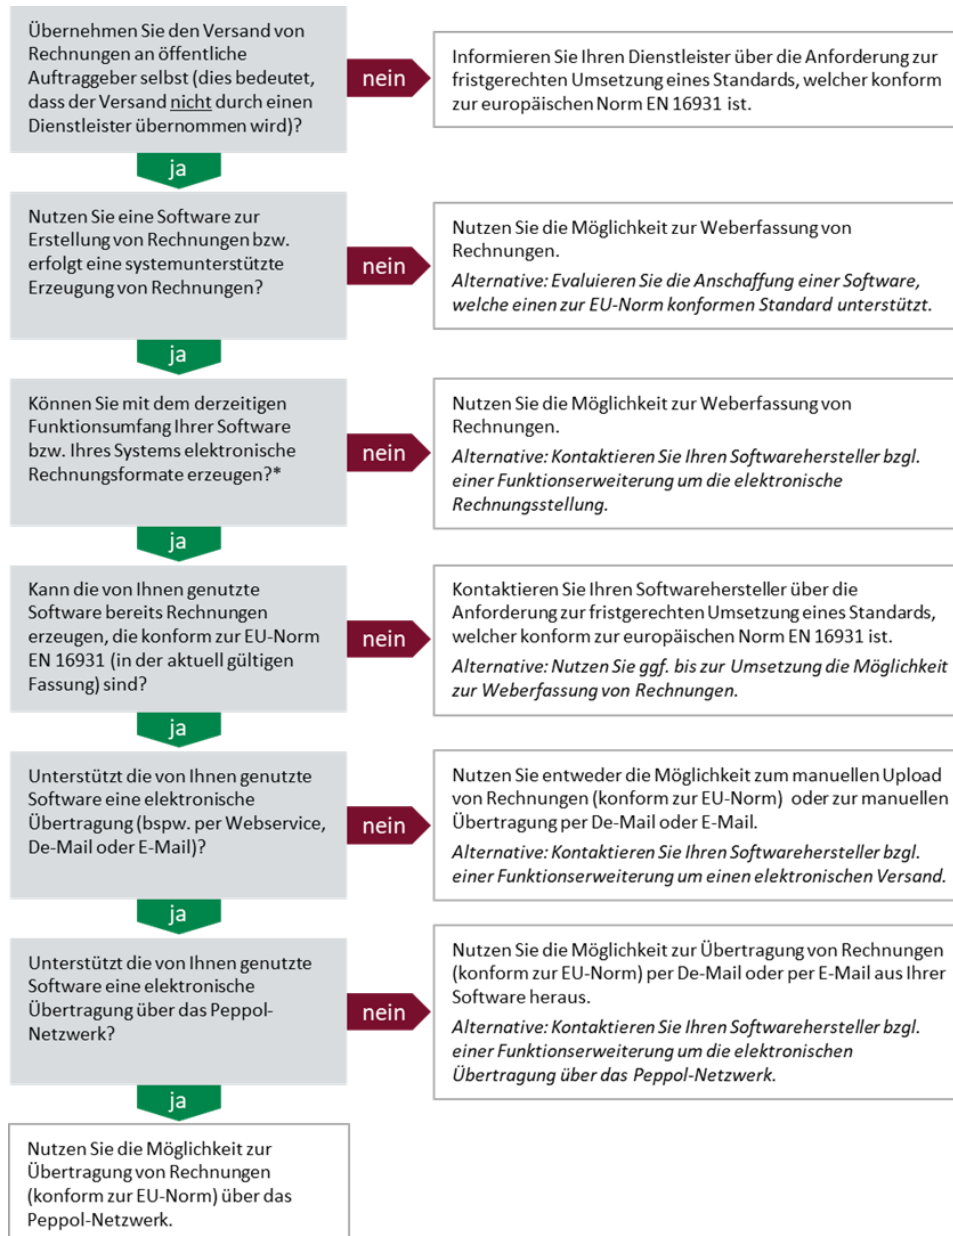 Übernehmen Sie den Versand von
Rechnungen an öffentliche
Auftraggeber selbst (dies bedeutet,
dass der Versand nicht durch einen
Dienstleister übernommen wird)?
nein
Informieren Sie Ihren Dienstleister über die Anforderung zur
fristgerechten Umsetzung eines Standards, welcher konform
zur europäischen Norm EN 16931 ist.
ja
Nutzen Sie eine Software zur
Erstellung von Rechnungen bzw.
erfolgt eine systemunterstützte
Erzeugung von Rechnungen?
nein
Nutzen Sie die Möglichkeit zur Weberfassung von
Rechnungen.
Alternative: Evaluieren Sie die Anschaffung einer Software,
welche einen zur EU-Norm konformen Standard unterstützt.
ja
Können Sie mit dem derzeitigen
Funktionsumfang Ihrer Software
bzw. Ihres Systems elektronische
Rechnungsformate erzeugen?*
nein
Nutzen Sie die Möglichkeit zur Weberfassung von
Rechnungen.
Alternative: Kontaktieren Sie Ihren Softwarehersteller bzgl.
einer Funktionserweiterung um die elektronische
Rechnungsstellung.
ja
Kann die von Ihnen genutzte
Software bereits Rechnungen
erzeugen, die konform zur EU-Norm
EN 16931 (in der aktuell gültigen
Fassung) sind?
nein
Kontaktieren Sie Ihren Softwarehersteller über die
Anforderung zur fristgerechten Umsetzung eines Standards,
welcher konform zur europäischen Norm EN 16931 ist.
Alternative: Nutzen Sie ggf. bis zur Umsetzung die Möglichkeit
zur Weberfassung von Rechnungen.
ja
Unterstützt die von Ihnen genutzte
Software eine elektronische
Übertragung (bspw. per Webservice,
De-Mail oder E-Mail)?
nein
Nutzen Sie entweder die Möglichkeit zum manuellen Upload
von Rechnungen (konform zur EU-Norm) oder zur manuellen
Übertragung per De-Mail oder E-Mail.
Alternative: Kontaktieren Sie Ihren Softwarehersteller bzgl.
einer Funktionserweiterung um einen elektronischen Versand.
ja
Unterstützt die von Ihnen genutzte
Software eine elektronische
Übertragung über das Peppol-
Netzwerk?
nein
Nutzen Sie die Möglichkeit zur Übertragung von Rechnungen
(konform zur EU-Norm) per De-Mail oder per E-Mail aus Ihrer
Software heraus.
Alternative: Kontaktieren Sie Ihren Softwarehersteller bzgl.
einer Funktionserweiterung um die elektronischen
Übertragung über das Peppol-Netzwerk.
ja
Nutzen Sie die Möglichkeit zur
Übertragung von Rechnungen
(konform zur EU-Norm) über das
Peppol-Netzwerk.